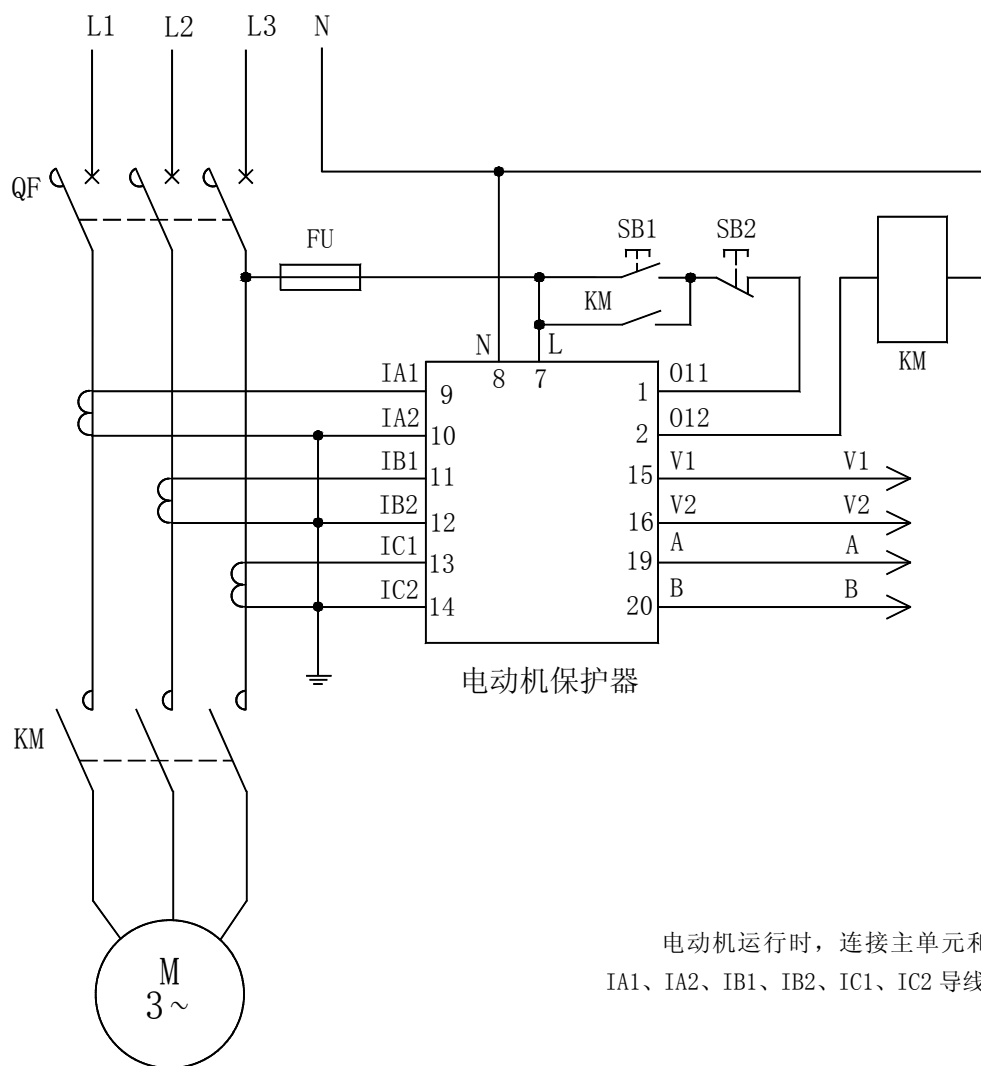 L1 L2 L3 N
QF
SB1 SB2
FU
KM
KM
N L
8 7
IA1 9
IA2 10
IB1 11
IB2 12
IC1 13
IC2 14
1 O11
2 O12
15 V1 V1
16 V2 V2
19 A A
20 B B
电动机保护器
KM
电动机运行时，连接主单元和
IA1、IA2、IB1、IB2、IC1、IC2 导线
M
3~